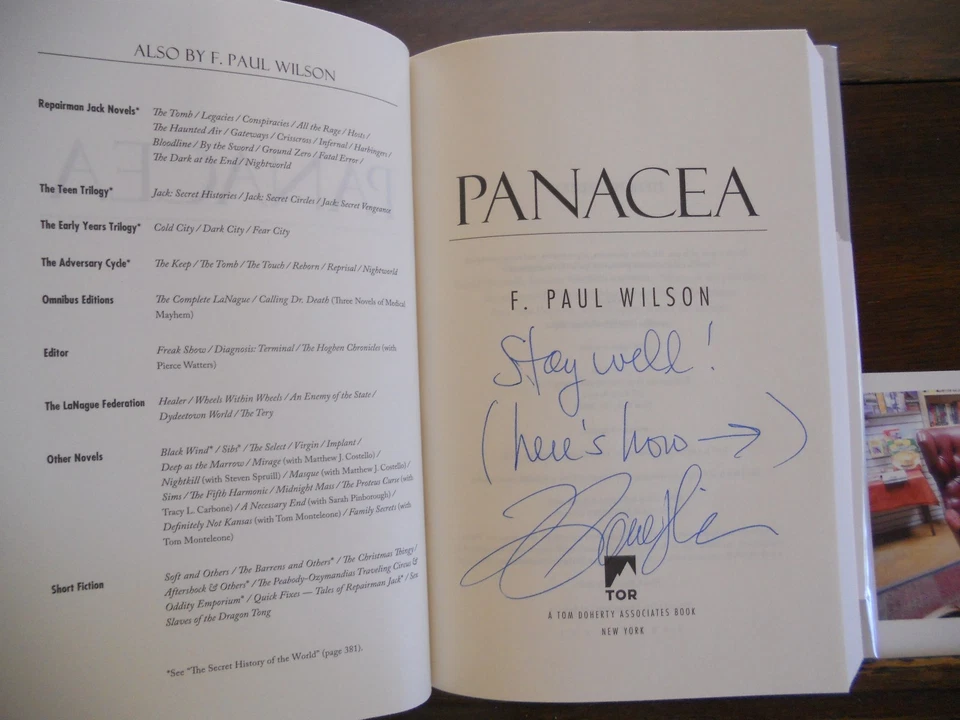 ALSO BY F. PAUL WILSON
Repairman Jack Novels* The Tomb / Legacies / Conspiracies / All the Rage / Hosts /
The Haunted Air / Gateways / Crisscross / Infernal / Harbingers /
Bloodline / By the Sword / Ground Zero / Fatal Error /
The Dark at the End / Nightworld
The Teen Trilogy* Jack: Secret Histories / Jack: Secret Circles / Jack: Secret Vengeance
The Early Years Trilogy* Cold City / Dark City / Fear City
The Adversary Cycle* The Keep / The Tomb / The Touch / Reborn / Reprisal / Nightworld
Omnibus Editions The Complete LaNague / Calling Dr. Death (Three Novels of Medical
Mayhem)
Editor Freak Show / Diagnosis: Terminal / The Hogben Chronicles (with
Pierce Watters)
The LaNague Federation Healer / Wheels Within Wheels / An Enemy of the State /
Dydeetown World / The Tery
Other Novels Black Wind* / Sibs* / The Select / Virgin / Implant /
Deep as the Marrow / Mirage (with Matthew J. Costello) /
Nightkill (with Steven Spruill) / Masque (with Matthew J. Costello) /
Sims / The Fifth Harmonic / Midnight Mass / The Proteus Cure (with
Tracy L. Carbone) / A Necessary End (with Sarah Pinborough) /
Definitely Not Kansas (with Tom Monteleone) / Family Secrets (with
Tom Monteleone)
Short Fiction Soft and Others / The Barrens and Others* / The Christmas Thingy /
Aftershock & Others* / The Peabody-Ozymandias Traveling Circus &
Oddity Emporium* / Quick Fixes — Tales of Repairman Jack* / Sex
Slaves of the Dragon Tong
*See "The Secret History of the World" (page 381).
PANACEA
F. PAUL WILSON
Stay well!
(here's how →)
TOR
A TOM DOHERTY ASSOCIATES BOOK
NEW YORK